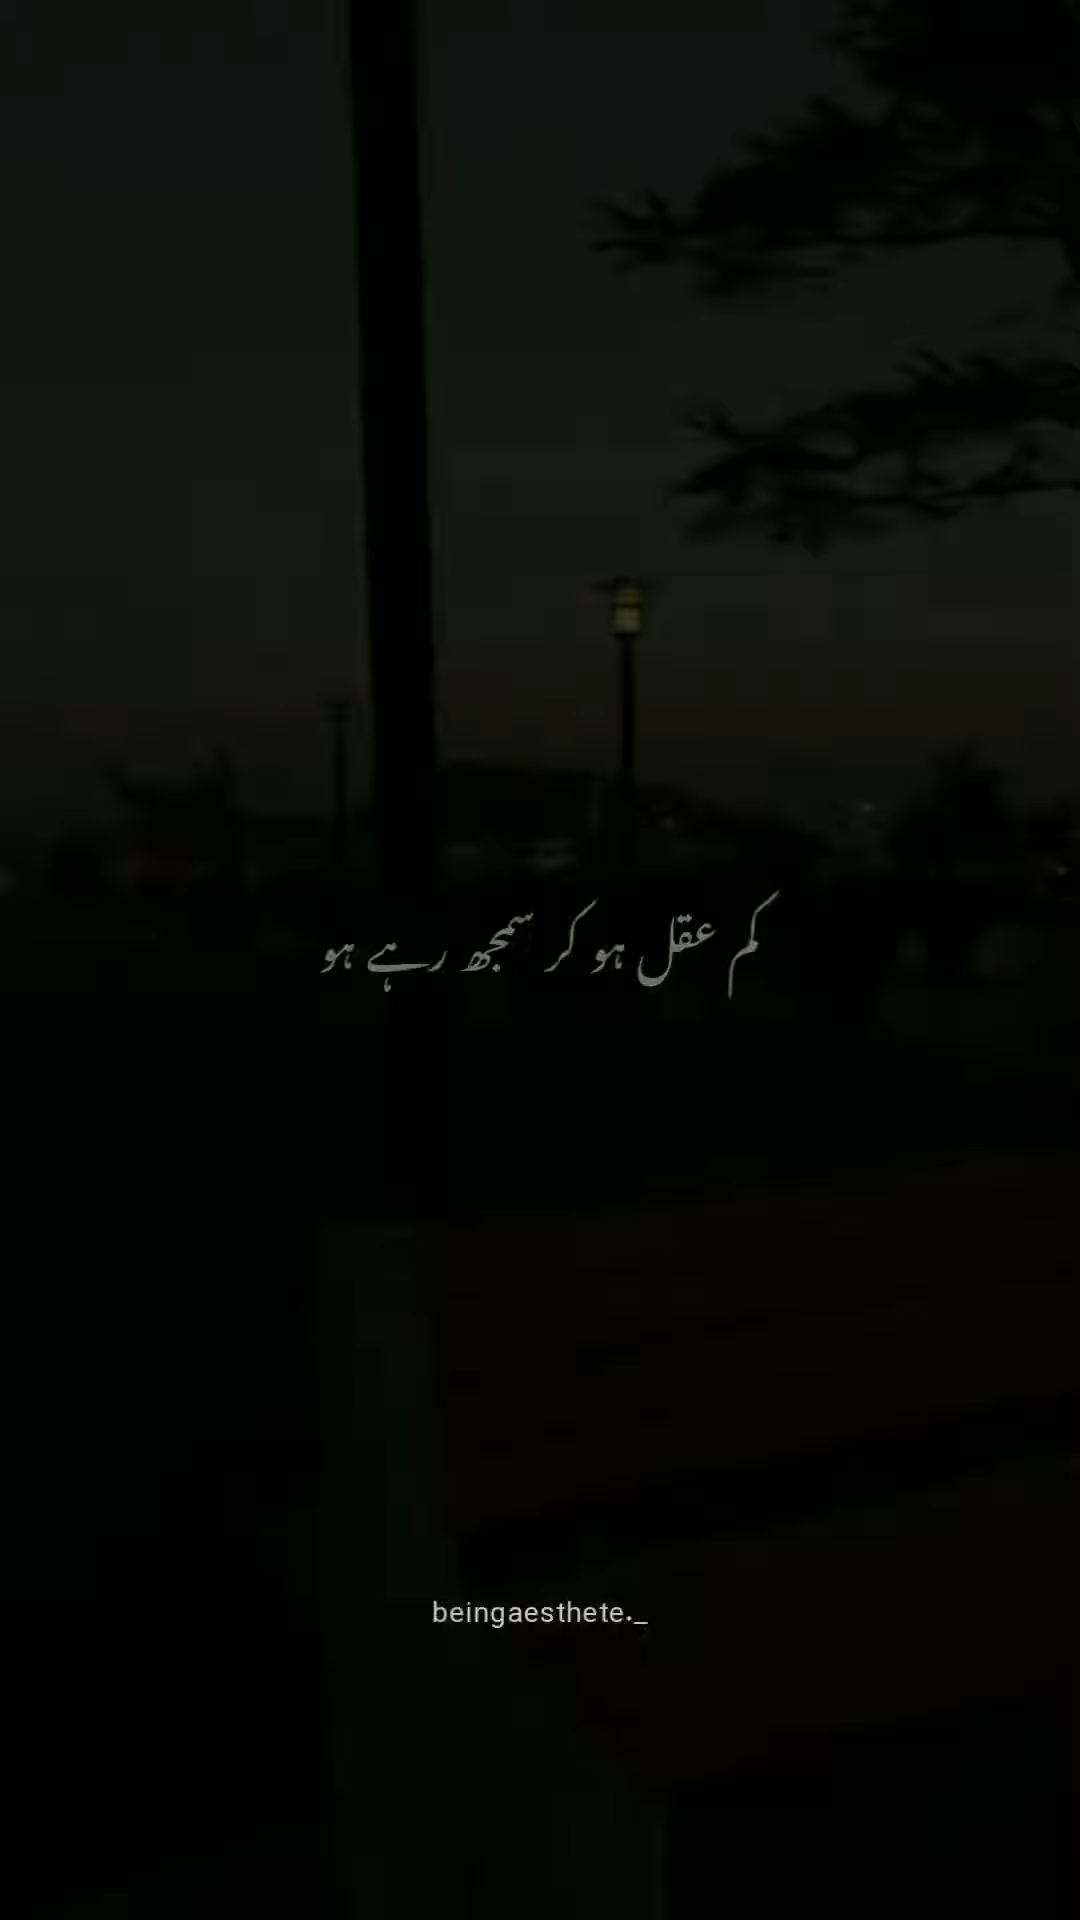 کم عقل ہو کر سمجھ رہے ہو
beingaesthete._